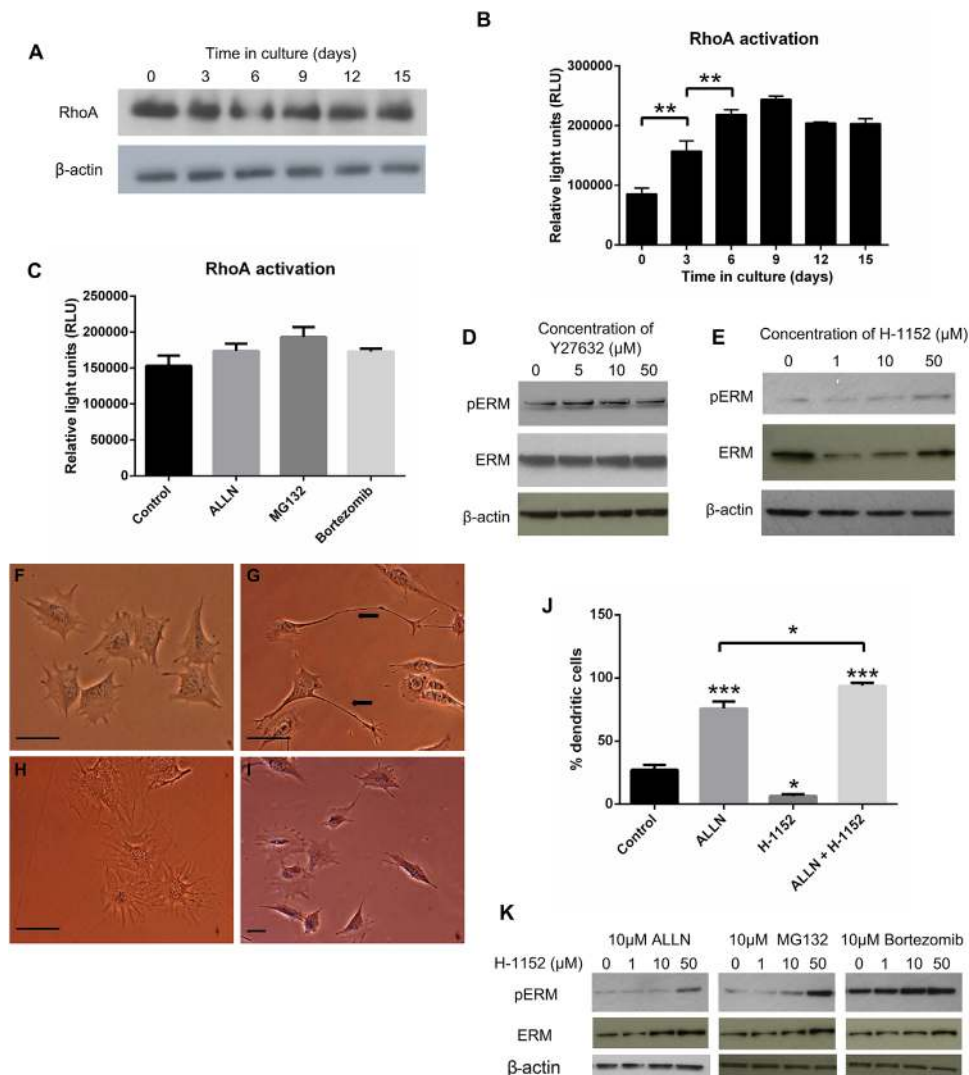 A
Time in culture (days)
0 3 6 9 12 15
RhoA
β-actin
B
RhoA activation
Relative light units (RLU)
300000
200000
100000
0
** **
0 3 6 9 12 15
Time in culture (days)
C
RhoA activation
Relative light units (RLU)
250000
200000
150000
100000
50000
0
Control ALLN MG132 Bortezomib
D
Concentration of
Y27632 (μM)
0 5 10 50
pERM
ERM
β-actin
E
Concentration of H-1152 (μM)
0 1 10 50
pERM
ERM
β-actin
F
G
H
I
J
% dendritic cells
150
100
50
0
*
*** * ***
Control ALLN H-1152 ALLN + H-1152
K
10μM ALLN 10μM MG132 10μM Bortezomib
H-1152 (μM) 0 1 10 50 0 1 10 50 0 1 10 50
pERM
ERM
β-actin